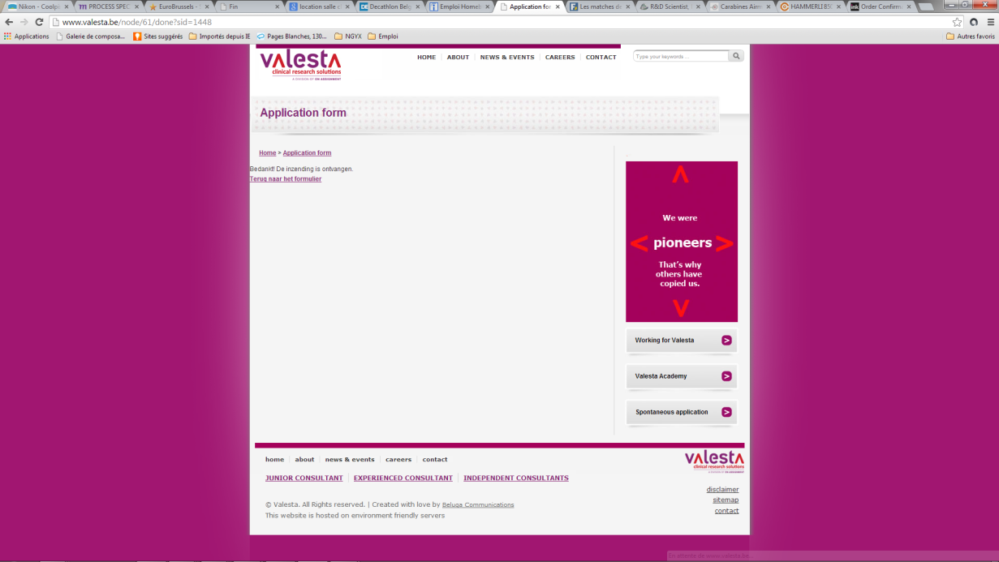 Nikon - Coolpi
PROCESS SPEC
EuroBrussels -
Fin
location salle c
Decathlon Belg
Emploi Homel
Application for
Les matches de
R&D Scientist,
Carabines Airm
HAMMERLI 850
Order Confirm
www.valesta.be/node/61/done?sid=1448
Applications
Galerie de composa...
Sites suggérés
Importés depuis IE
Pages Blanches, 130...
NGYX
Emploi
Autres favoris
valesta
clinical research solutions
A DIVISION OF ON ASSIGNMENT
HOME ABOUT NEWS & EVENTS CAREERS CONTACT
Type your keywords ...
Application form
Home > Application form
Bedankt! De inzending is ontvangen.
Terug naar het formulier
We were
< pioneers >
That's why
others have
copied us.
Working for Valesta
Valesta Academy
Spontaneous application
home about news & events careers contact
JUNIOR CONSULTANT EXPERIENCED CONSULTANT INDEPENDENT CONSULTANTS
© Valesta. All Rights reserved. | Created with love by Beluga Communications
This website is hosted on environment friendly servers
valesta
clinical research solutions
disclaimer
sitemap
contact
En attente de www.valesta.be...